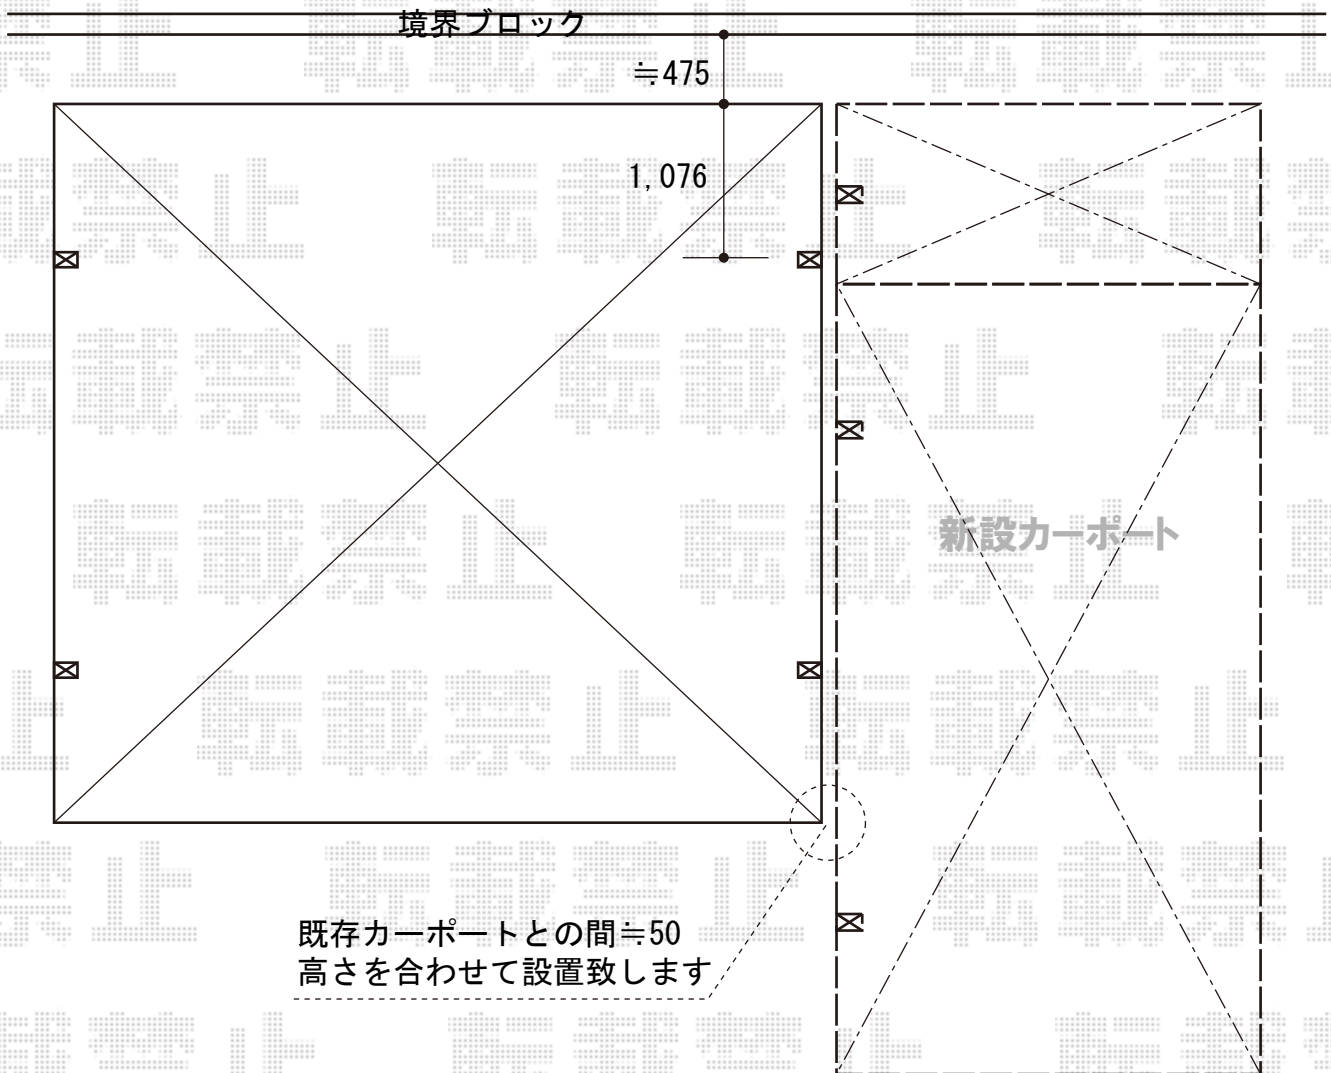 境界ブロック
≒475
1,076
新設カーポート
既存カーポートとの間≒50
高さを合わせて設置致します
転載禁止